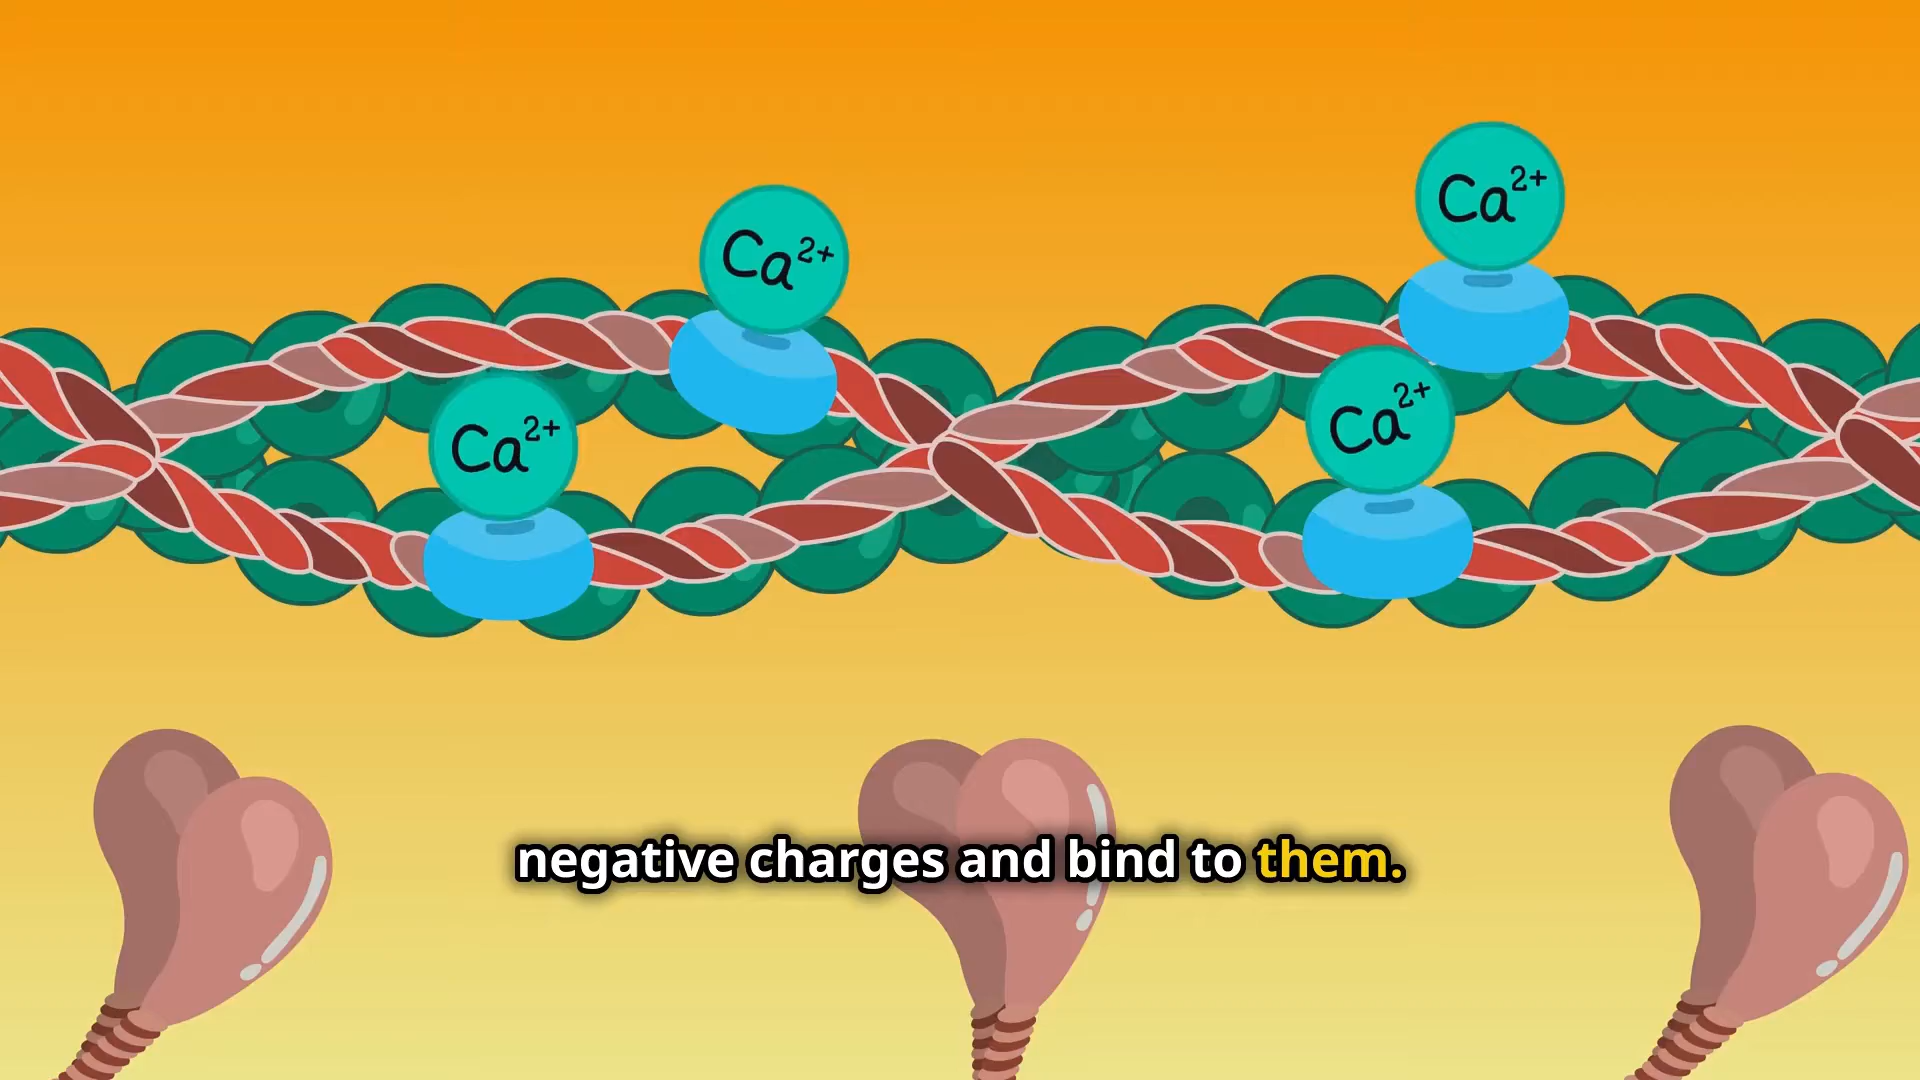 Ca²⁺
Ca²⁺
Ca²⁺
Ca²⁺
negative charges and bind to them.